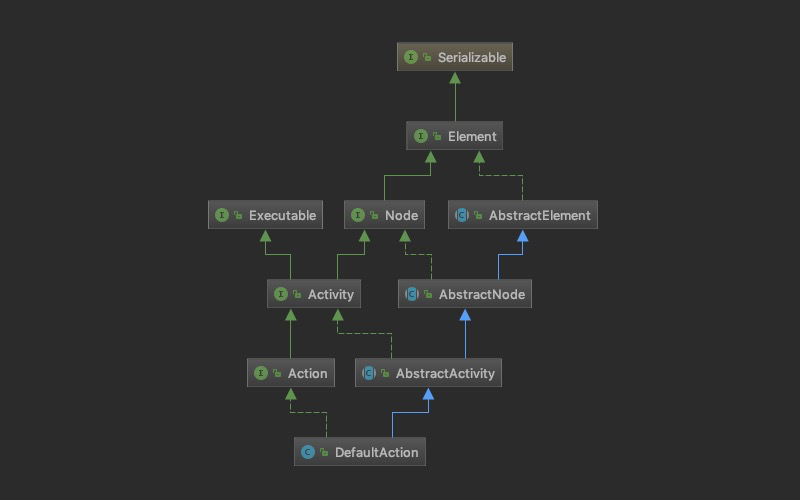 I Serializable
I Element
I Executable
I Node
C AbstractElement
I Activity
C AbstractNode
I Action
C AbstractActivity
C DefaultAction